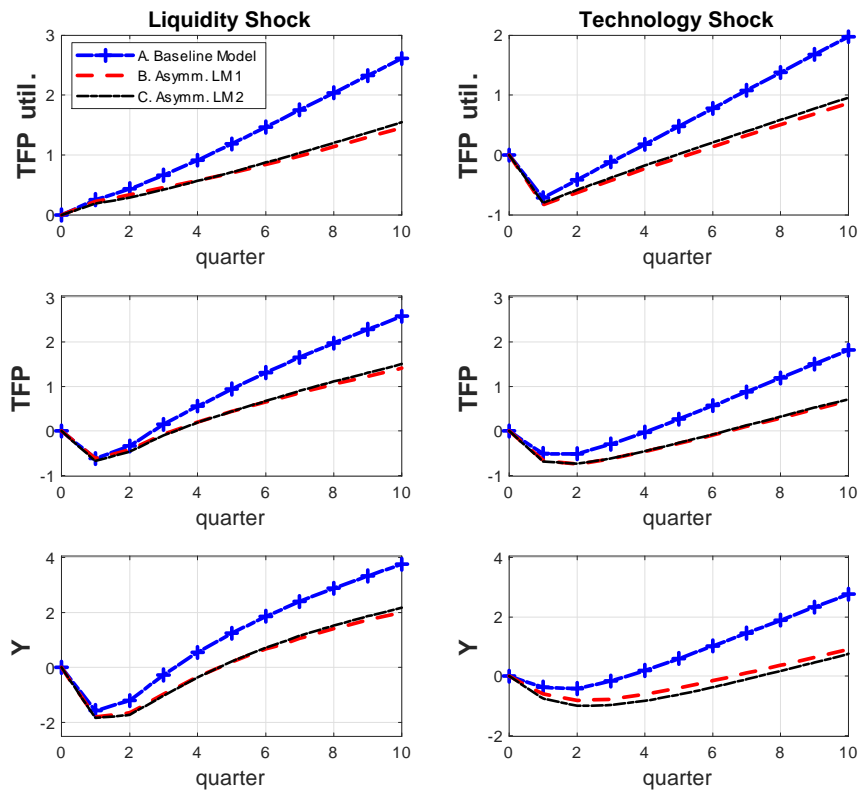 Liquidity Shock
Technology Shock
3
2
1
0
TFP util.
A. Baseline Model
B. Asymm. LM1
C. Asymm. LM2
0 2 4 6 8 10
quarter
2
1
0
-1
TFP util.
0 2 4 6 8 10
quarter
3
2
1
0
-1
TFP
0 2 4 6 8 10
quarter
3
2
1
0
-1
TFP
0 2 4 6 8 10
quarter
4
2
0
-2
Y
0 2 4 6 8 10
quarter
4
2
0
-2
Y
0 2 4 6 8 10
quarter